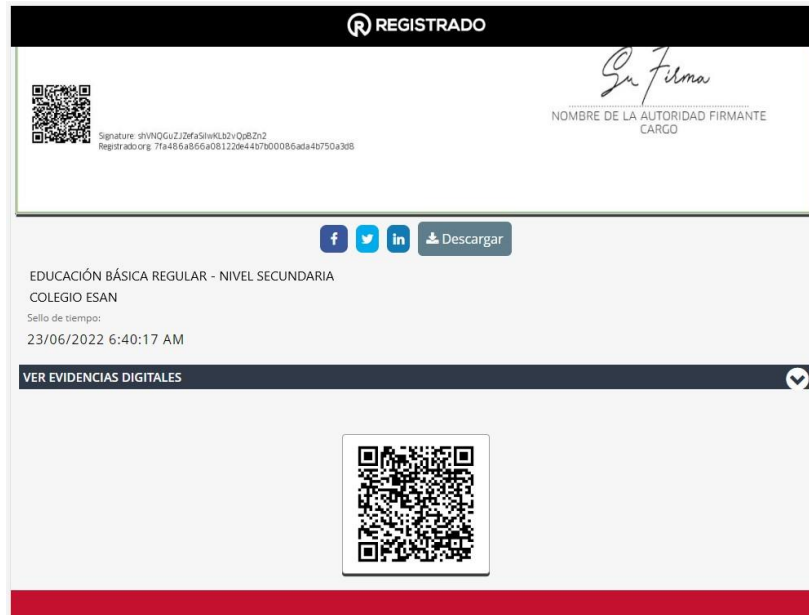 REGISTRADO
Su Firma
NOMBRE DE LA AUTORIDAD FIRMANTE
CARGO
Signature: shVNQGuZJZefaSilwKLb2vQpBZn2
Registrado.org: 7fa486a866a08122de44b7b00086ada4b750a3d8
Descargar
EDUCACIÓN BÁSICA REGULAR - NIVEL SECUNDARIA
COLEGIO ESAN
Sello de tiempo:
23/06/2022 6:40:17 AM
VER EVIDENCIAS DIGITALES